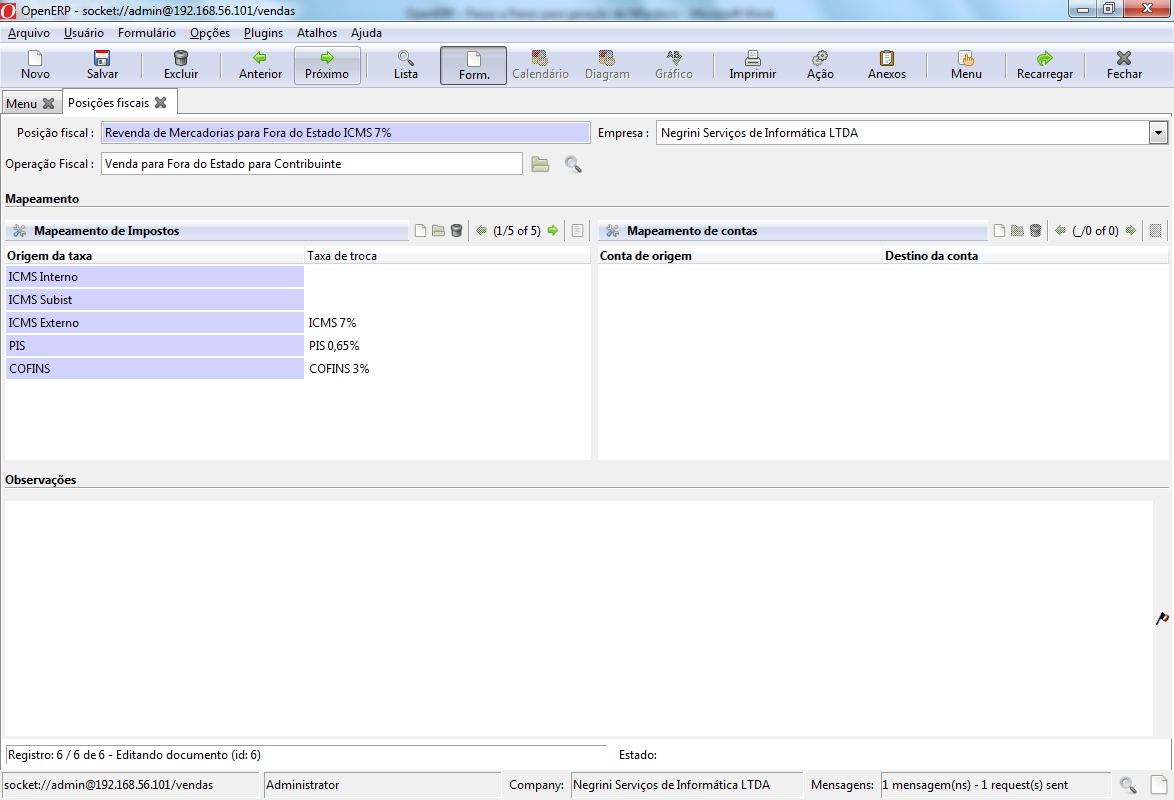 OpenERP - socket://admin@192.168.56.101/vendas
Arquivo Usuário Formulário Opções Plugins Atalhos Ajuda
Novo Salvar Excluir Anterior Próximo Lista Form. Calendário Diagram Gráfico Imprimir Ação Anexos Menu Recarregar Fechar
Menu Posições fiscais
Posição fiscal : Revenda de Mercadorias para Fora do Estado ICMS 7% Empresa : Negrini Serviços de Informática LTDA
Operação Fiscal : Venda para Fora do Estado para Contribuinte
Mapeamento
Mapeamento de Impostos (1/5 of 5) Mapeamento de contas (_/0 of 0)
Origem da taxa Taxa de troca Conta de origem Destino da conta
ICMS Interno
ICMS Subist
ICMS Externo ICMS 7%
PIS PIS 0,65%
COFINS COFINS 3%
Observações
Registro: 6 / 6 de 6 - Editando documento (id: 6) Estado:
socket://admin@192.168.56.101/vendas Administrator Company: Negrini Serviços de Informática LTDA Mensagens: 1 mensagem(ns) - 1 request(s) sent